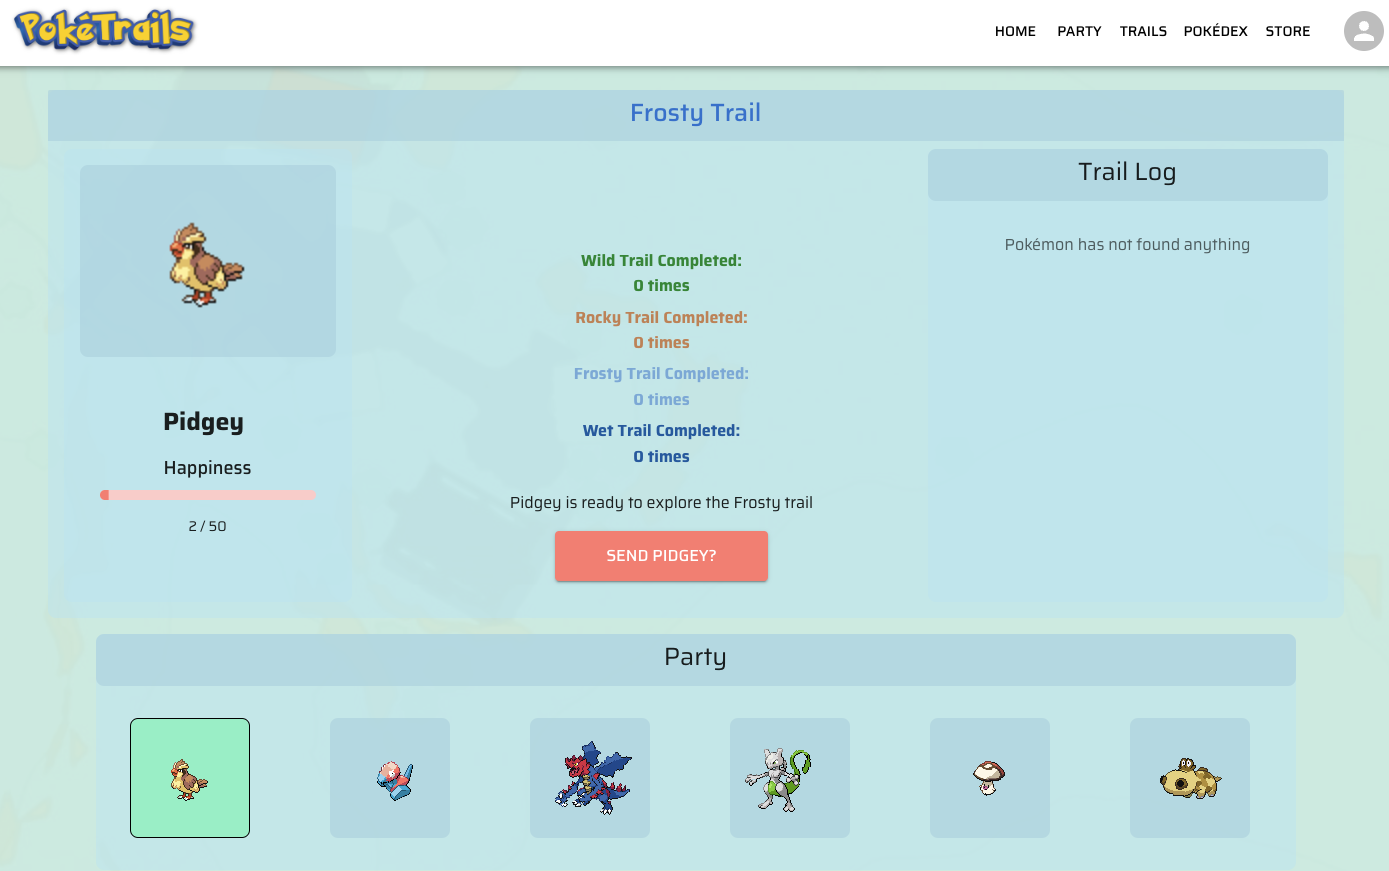 PokéTrails
HOME PARTY TRAILS POKÉDEX STORE
Frosty Trail
Pidgey
Happiness
2 / 50
Wild Trail Completed:
0 times
Rocky Trail Completed:
0 times
Frosty Trail Completed:
0 times
Wet Trail Completed:
0 times
Pidgey is ready to explore the Frosty trail
SEND PIDGEY?
Trail Log
Pokémon has not found anything
Party